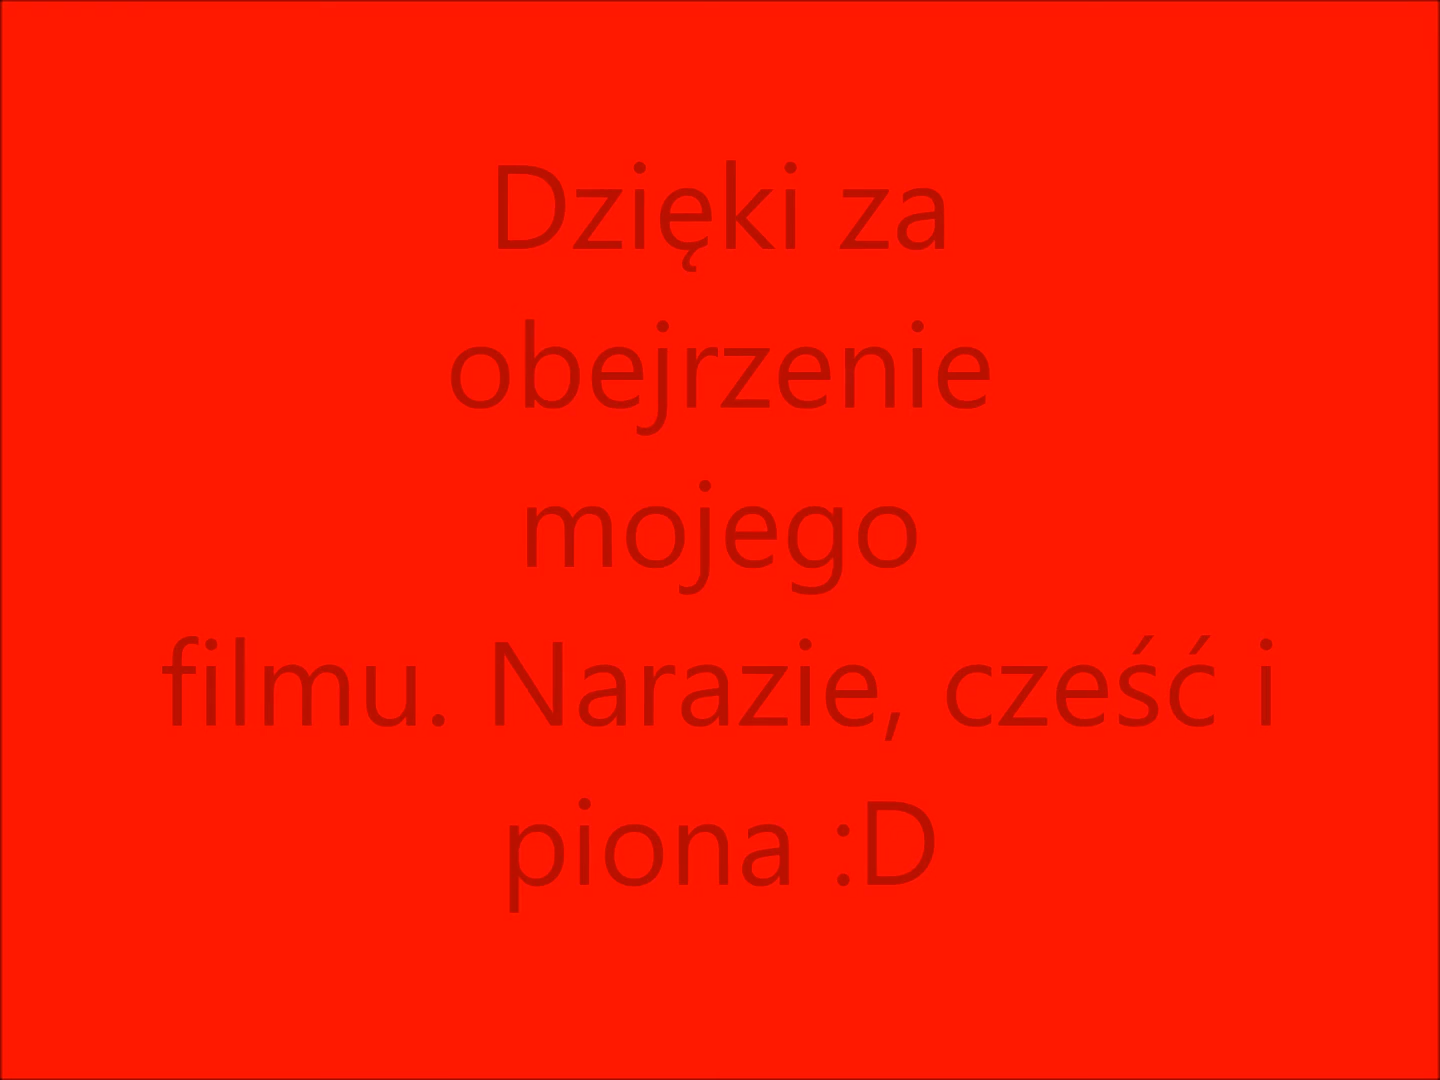 Dzięki za
obejrzenie
mojego
filmu. Narazie, cześć i
piona :D